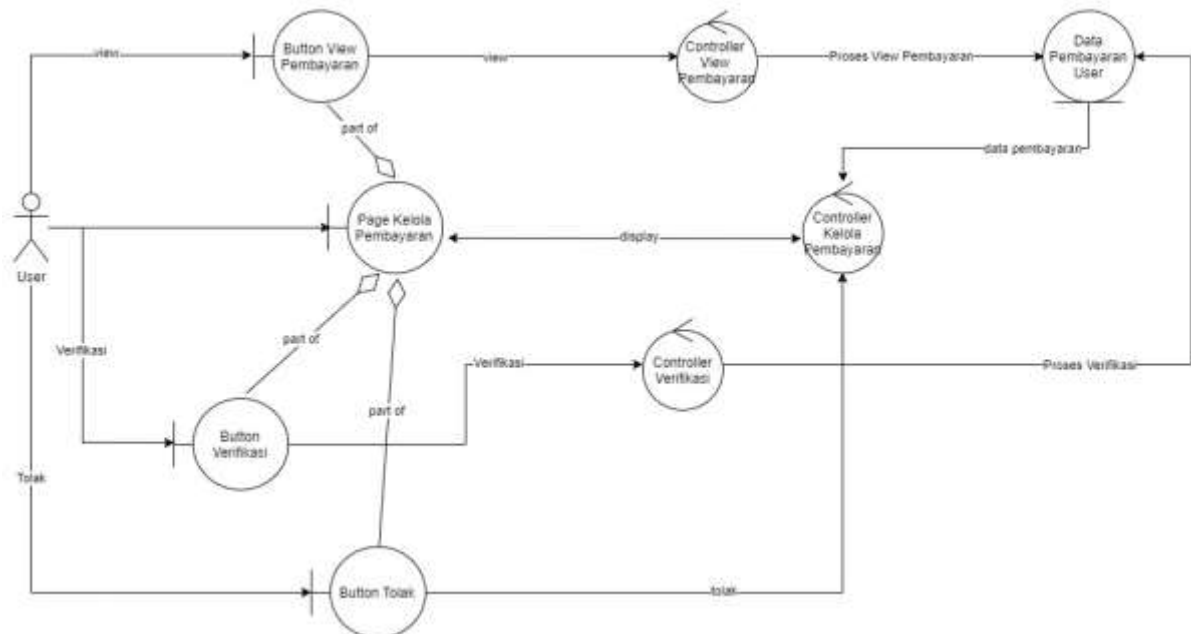 Button View
Pembayaran
Controller
View
Pembayaran
Data
Pembayaran
User
view
view
Proses View Pembayaran
part of
data pembayaran
Page Kelola
Pembayaran
Controller
Kelola
Pembayaran
display
User
part of
Verifikasi
Verifikasi
Controller
Verifikasi
Proses Verifikasi
part of
Button
Verifikasi
Tolak
Button Tolak
tolak